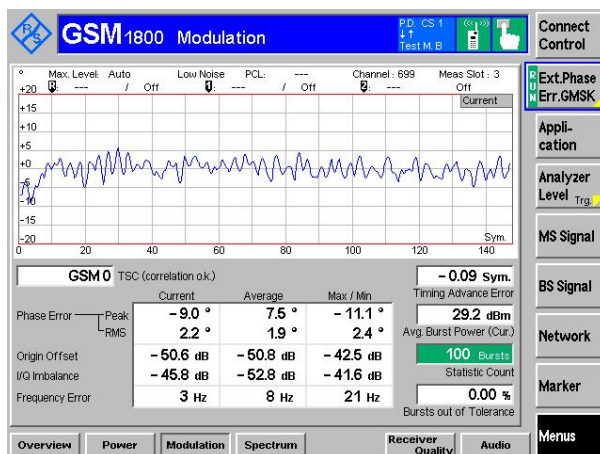 R&S
GSM 1800 Modulation
P.D. CS 1
Test M. B
Connect Control
° Max. Level: Auto Low Noise PCL: --- Channel: 699 Meas Slot: 3
R: --- / Off 1: --- / Off 2: --- Off
Current
+20
+15
+10
+5
+0
-5
-10
-15
-20
Sym.
0 20 40 60 80 100 120 140
RUN
Ext.Phase Err.GMSK
Appli-
cation
Analyzer
Level Trg.
MS Signal
BS Signal
Network
Marker
Menus
GSM 0 TSC (correlation o.k.)
-0.09 Sym.
Timing Advance Error
Current Average Max / Min
Phase Error Peak -9.0 ° 7.5 ° -11.1 °
RMS 2.2 ° 1.9 ° 2.4 °
29.2 dBm
Avg. Burst Power (Cur.)
Origin Offset -50.6 dB -50.8 dB -42.5 dB
100 Bursts
Statistic Count
I/Q Imbalance -45.8 dB -52.8 dB -41.6 dB
Frequency Error 3 Hz 8 Hz 21 Hz
0.00 %
Bursts out of Tolerance
Overview Power Modulation Spectrum Receiver Quality Audio